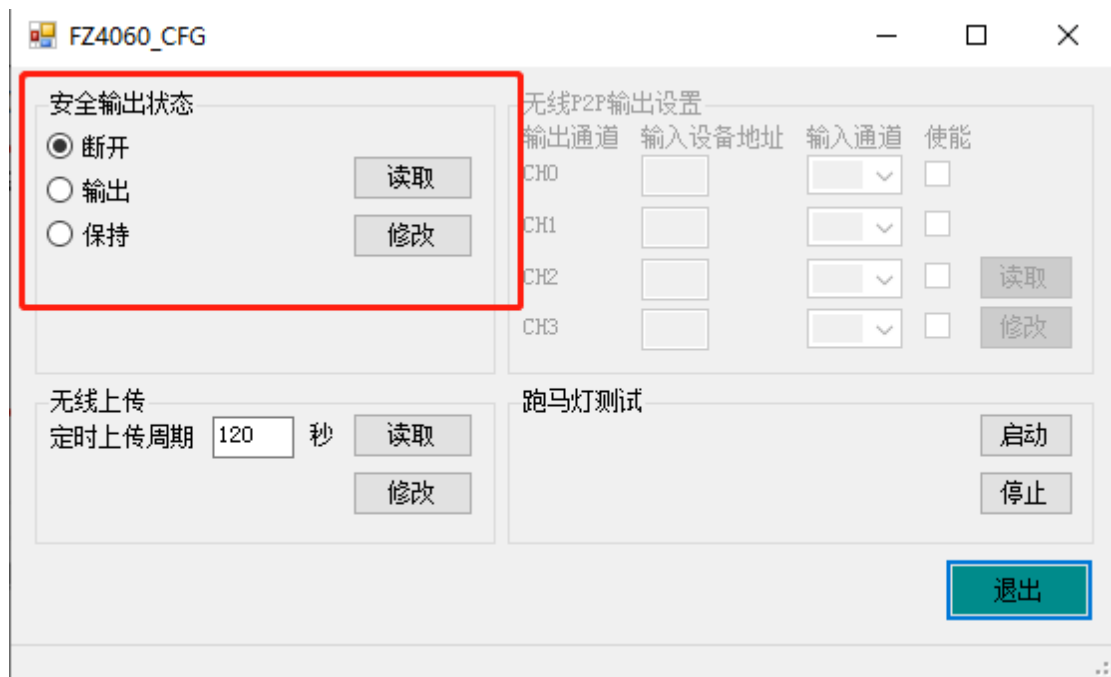 FZ4060_CFG
安全输出状态
断开
输出
保持
读取
修改
无线P2P输出设置
输出通道 输入设备地址 输入通道 使能
CH0
CH1
CH2
CH3
读取
修改
无线上传
定时上传周期 120 秒
读取
修改
跑马灯测试
启动
停止
退出